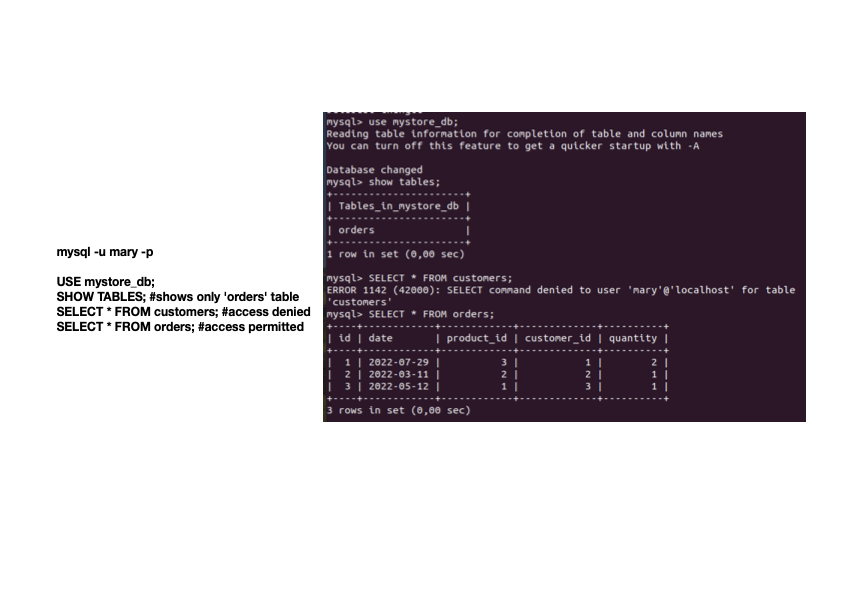 mysql -u mary -p
USE mystore_db;
SHOW TABLES; #shows only 'orders' table
SELECT * FROM customers; #access denied
SELECT * FROM orders; #access permitted
mysql> use mystore_db;
Reading table information for completion of table and column names
You can turn off this feature to get a quicker startup with -A
Database changed
mysql> show tables;
+----------------------+
| Tables_in_mystore_db |
+----------------------+
| orders               |
+----------------------+
1 row in set (0,00 sec)
mysql> SELECT * FROM customers;
ERROR 1142 (42000): SELECT command denied to user 'mary'@'localhost' for table
'customers'
mysql> SELECT * FROM orders;
+----+------------+------------+-------------+----------+
| id | date       | product_id | customer_id | quantity |
+----+------------+------------+-------------+----------+
|  1 | 2022-07-29 |          3 |           1 |        2 |
|  2 | 2022-03-11 |          2 |           2 |        1 |
|  3 | 2022-05-12 |          1 |           3 |        1 |
+----+------------+------------+-------------+----------+
3 rows in set (0,00 sec)